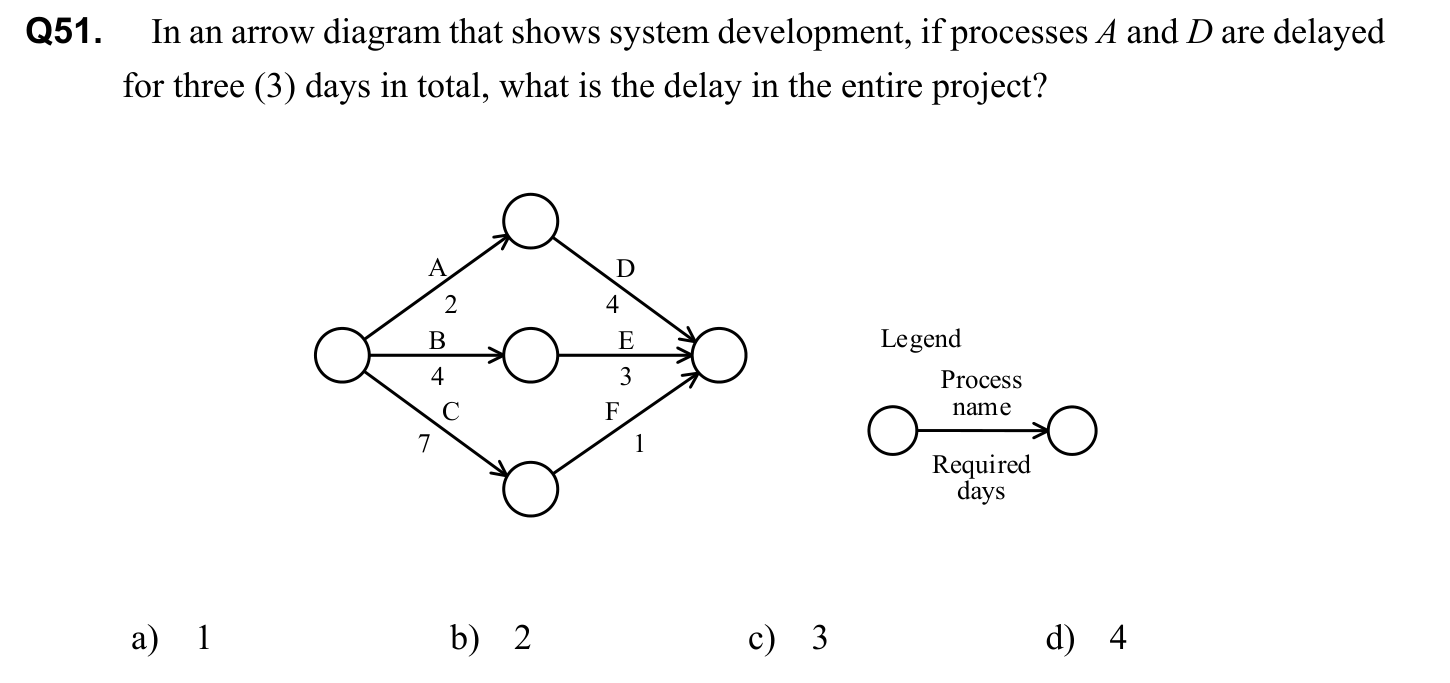 Q51. In an arrow diagram that shows system development, if processes A and D are delayed
for three (3) days in total, what is the delay in the entire project?
A
2
D
4
B
4
E
3
C
7
F
1
Legend
Process
name
Required
days
a) 1 b) 2 c) 3 d) 4